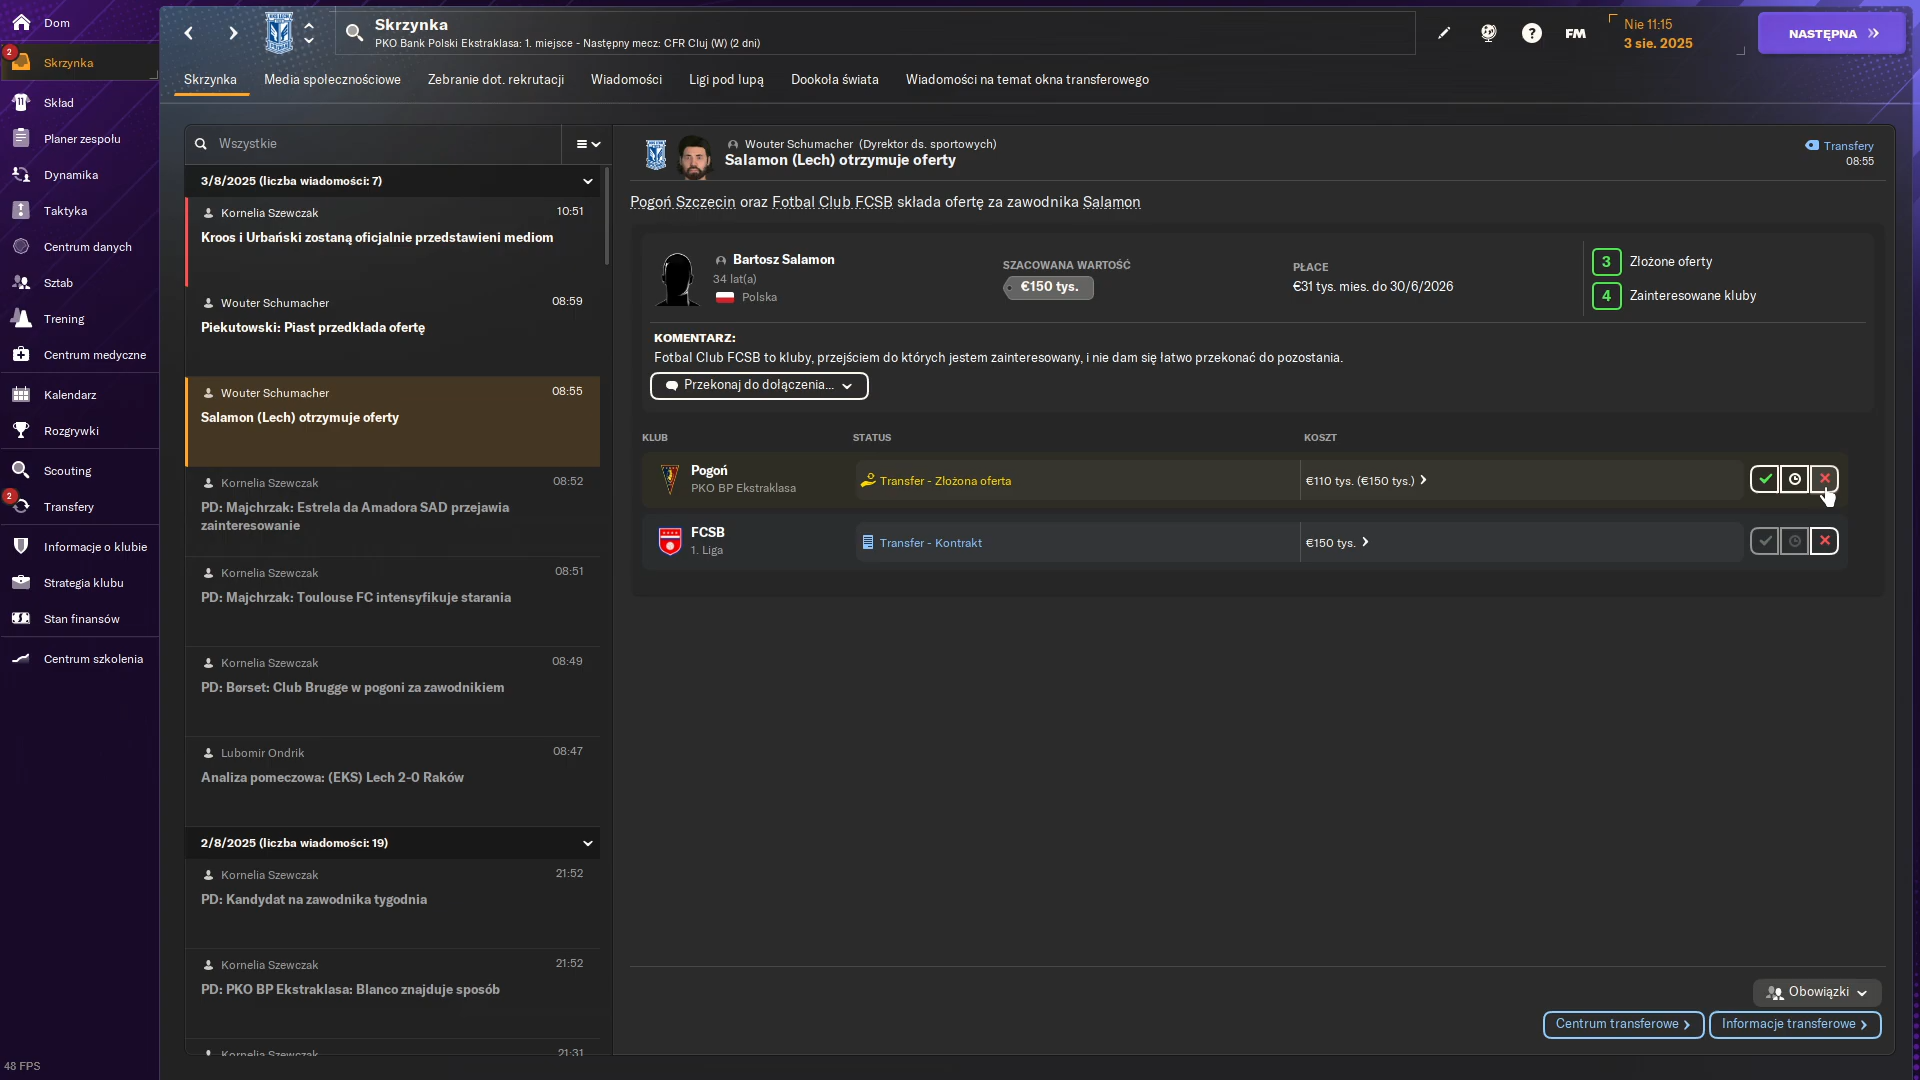 Dom
2
Skrzynka
Skład
Planer zespołu
Dynamika
Taktyka
Centrum danych
Sztab
Trening
Centrum medyczne
Kalendarz
Rozgrywki
Scouting
2
Transfery
Informacje o klubie
Strategia klubu
Stan finansów
Centrum szkolenia
48 FPS
Skrzynka
PKO Bank Polski Ekstraklasa: 1. miejsce - Następny mecz: CFR Cluj (W) (2 dni)
FM
Nie 11:15
3 sie. 2025
NASTĘPNA
Skrzynka
Media społecznościowe
Zebranie dot. rekrutacji
Wiadomości
Ligi pod lupą
Dookoła świata
Wiadomości na temat okna transferowego
Wszystkie
3/8/2025 (liczba wiadomości: 7)
Kornelia Szewczak 10:51
Kroos i Urbański zostaną oficjalnie przedstawieni mediom
Wouter Schumacher 08:59
Piekutowski: Piast przedkłada ofertę
Wouter Schumacher 08:55
Salamon (Lech) otrzymuje oferty
Kornelia Szewczak 08:52
PD: Majchrzak: Estrela da Amadora SAD przejawia
zainteresowanie
Kornelia Szewczak 08:51
PD: Majchrzak: Toulouse FC intensyfikuje starania
Kornelia Szewczak 08:49
PD: Børset: Club Brugge w pogoni za zawodnikiem
Lubomir Ondrik 08:47
Analiza pomeczowa: (EKS) Lech 2-0 Raków
2/8/2025 (liczba wiadomości: 19)
Kornelia Szewczak 21:52
PD: Kandydat na zawodnika tygodnia
Kornelia Szewczak 21:52
PD: PKO BP Ekstraklasa: Blanco znajduje sposób
Kornelia Szewczak 21:31
Wouter Schumacher (Dyrektor ds. sportowych)
Salamon (Lech) otrzymuje oferty
Transfery
08:55
Pogoń Szczecin oraz Fotbal Club FCSB składa ofertę za zawodnika Salamon
Bartosz Salamon
34 lat(a)
Polska
SZACOWANA WARTOŚĆ
€150 tys.
PŁACE
€31 tys. mies. do 30/6/2026
3 Złożone oferty
4 Zainteresowane kluby
KOMENTARZ:
Fotbal Club FCSB to kluby, przejściem do których jestem zainteresowany, i nie dam się łatwo przekonać do pozostania.
Przekonaj do dołączenia...
KLUB STATUS KOSZT
Pogoń
PKO BP Ekstraklasa
Transfer - Złożona oferta
€110 tys. (€150 tys.)
FCSB
1. Liga
Transfer - Kontrakt
€150 tys.
Obowiązki
Centrum transferowe
Informacje transferowe